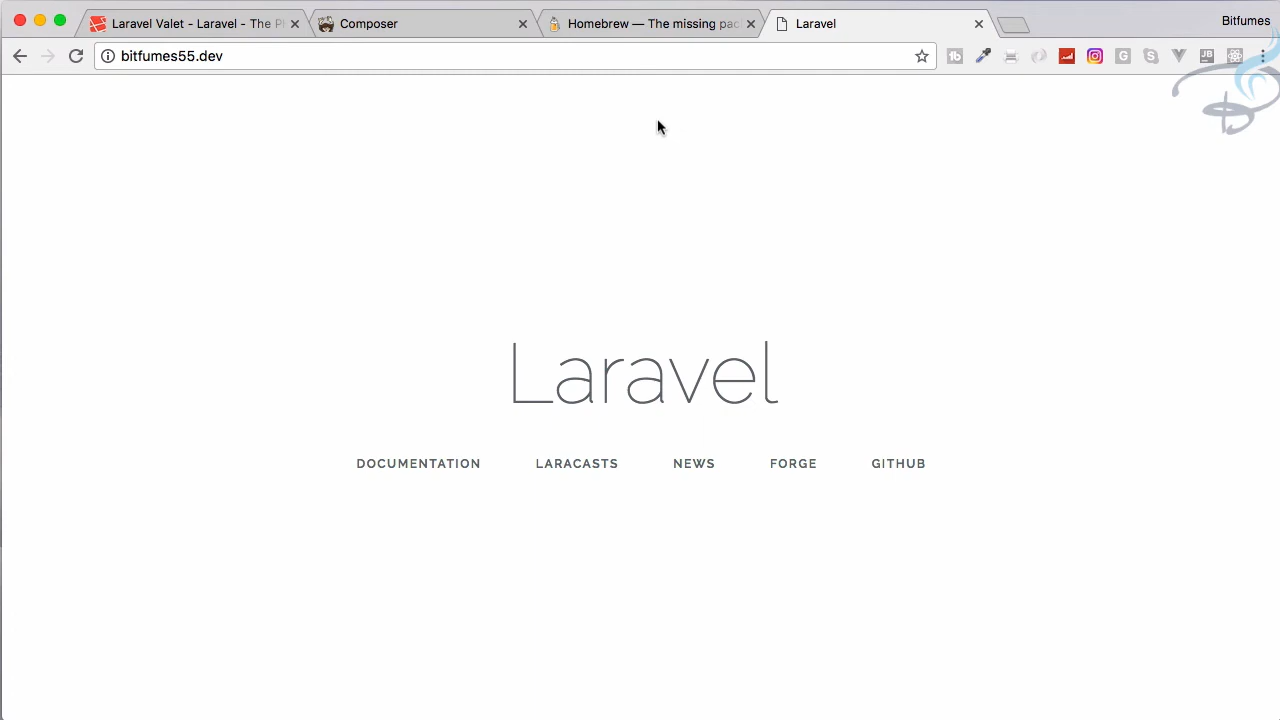 Laravel Valet - Laravel - The P
Composer
Homebrew — The missing pac
Laravel
Bitfumes
bitfumes55.dev
Laravel
DOCUMENTATION
LARACASTS
NEWS
FORGE
GITHUB